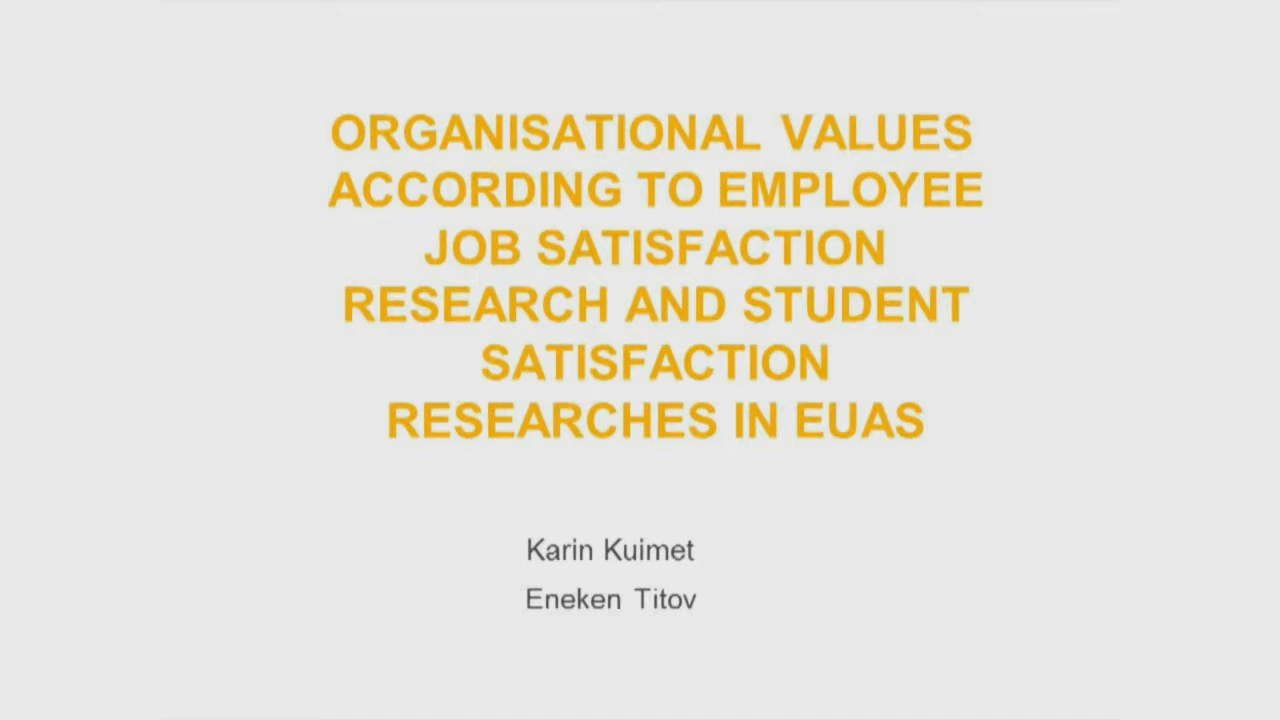 ORGANISATIONAL VALUES
ACCORDING TO EMPLOYEE
JOB SATISFACTION
RESEARCH AND STUDENT
SATISFACTION
RESEARCHES IN EUAS
Karin Kuimet
Eneken Titov